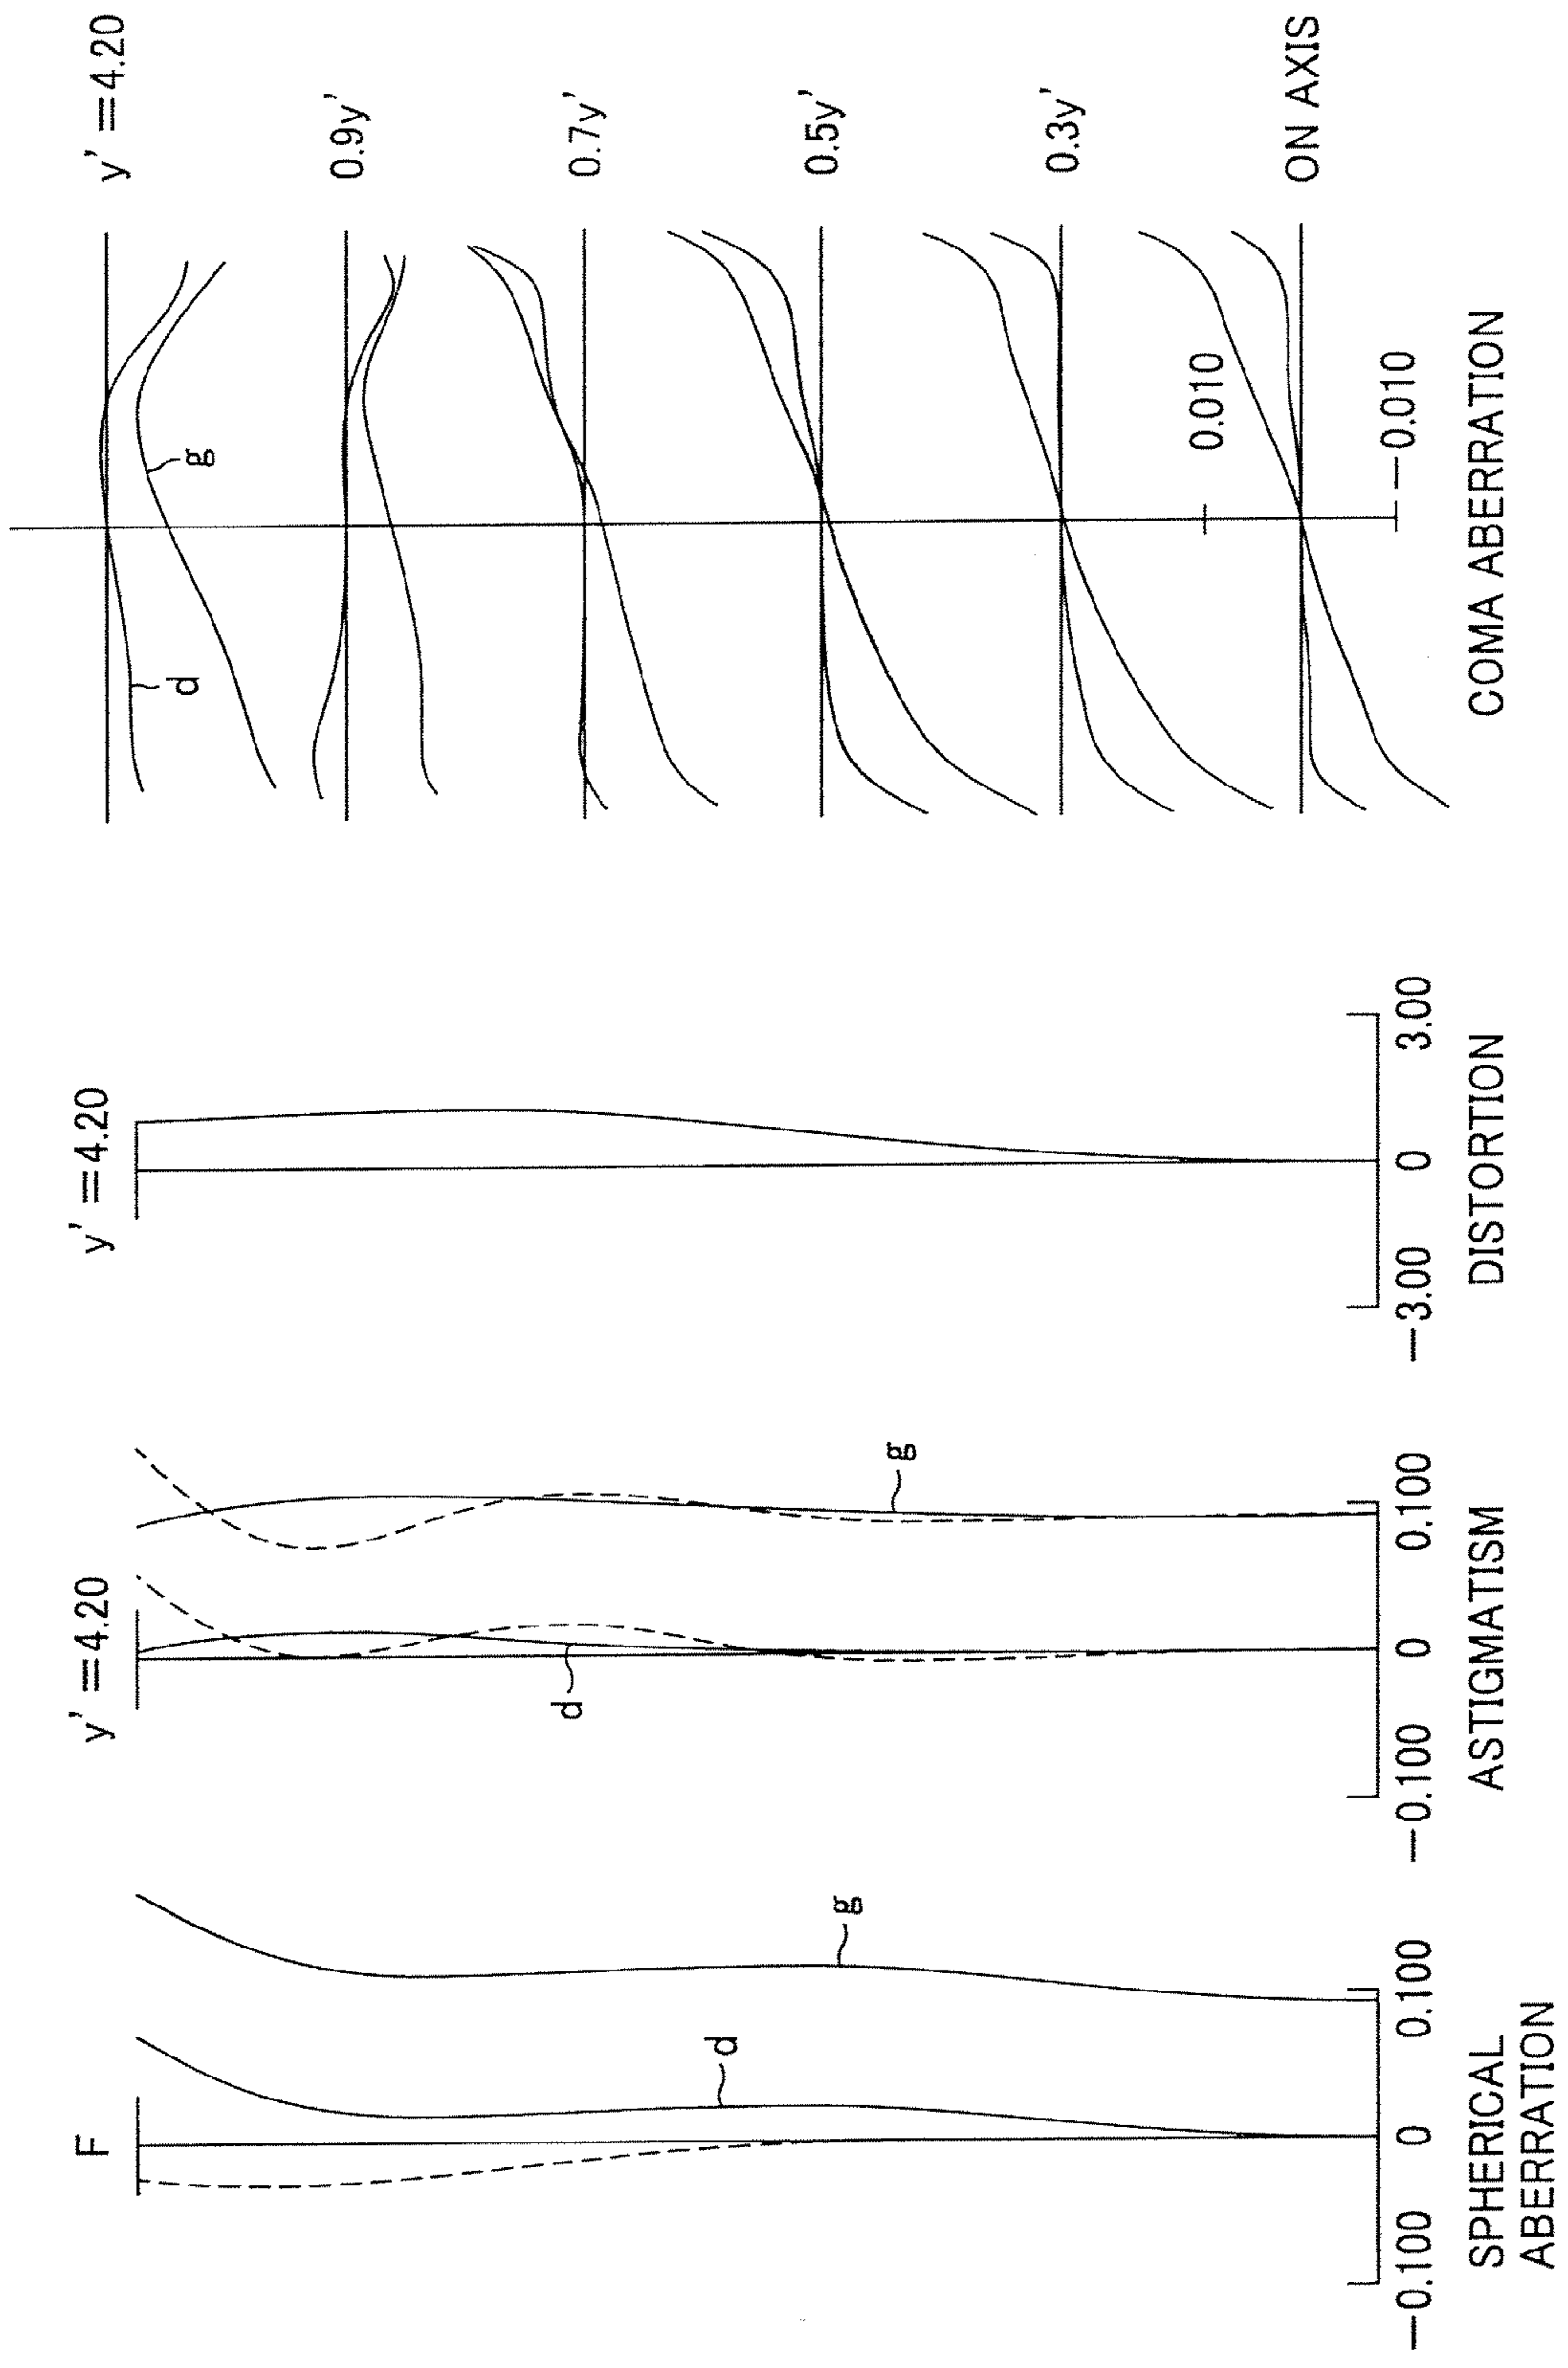 F
g
d
−0.100
0
0.100
SPHERICAL
ABERRATION
y' =4.20
g
d
−0.100
0
0.100
ASTIGMATISM
y' =4.20
−3.00
0
3.00
DISTORTION
y' =4.20
g
d
0.9y'
0.7y'
0.5y'
0.3y'
0.010
ON AXIS
−0.010
COMA ABERRATION